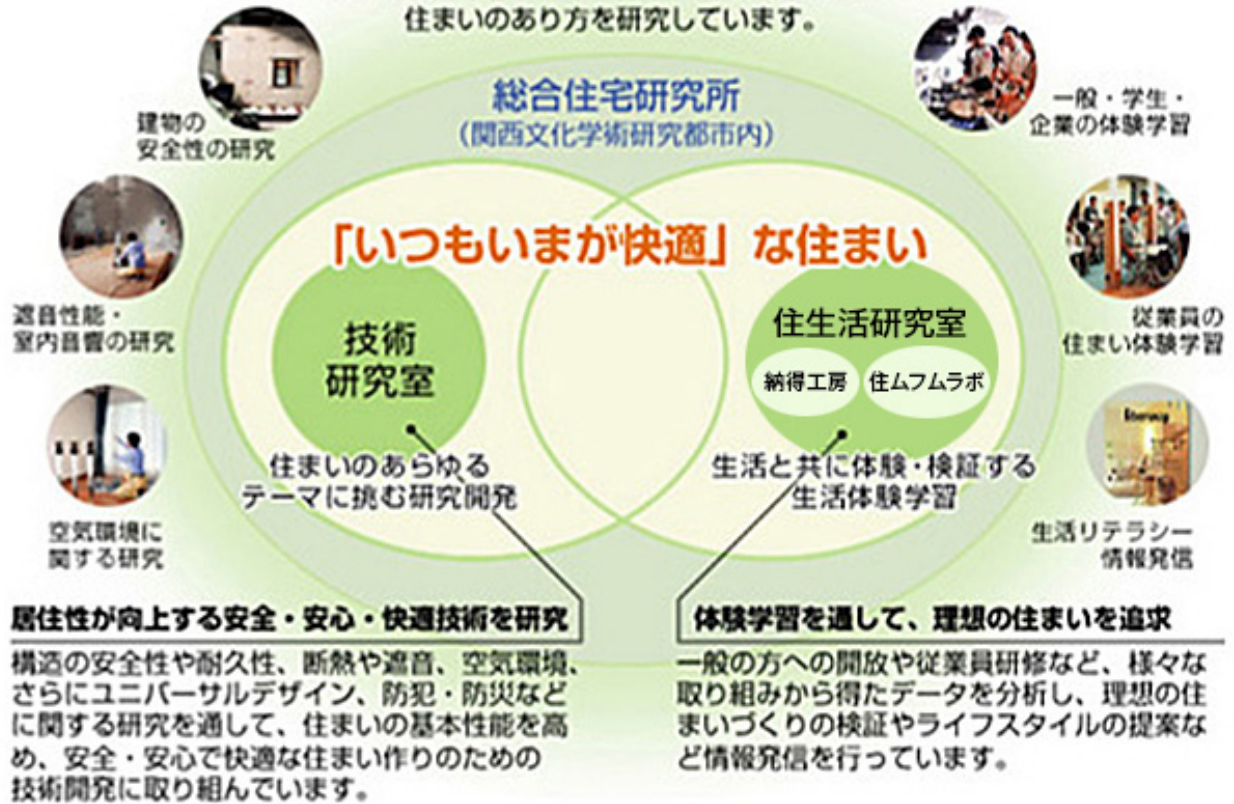 住まいのあり方を研究しています。
総合住宅研究所
(関西文化学術研究都市内)
建物の
安全性の研究
一般・学生・
企業の体験学習
「いつもいまが快適」な住まい
遮音性能・
室内音響の研究
従業員の
住まい体験学習
技術
研究室
住生活研究室
納得工房
住ムフムラボ
literacy
住まいのあらゆる
テーマに挑む研究開発
生活と共に体験・検証する
生活体験学習
空気環境に
関する研究
生活リテラシー
情報発信
居住性が向上する安全・安心・快適技術を研究
構造の安全性や耐久性、断熱や遮音、空気環境、
さらにユニバーサルデザイン、防犯・防災など
に関する研究を通して、住まいの基本性能を高
め、安全・安心で快適な住まい作りのための
技術開発に取り組んでいます。
体験学習を通して、理想の住まいを追求
一般の方への開放や従業員研修など、様々な
取り組みから得たデータを分析し、理想の住
まいづくりの検証やライフスタイルの提案な
ど情報発信を行っています。